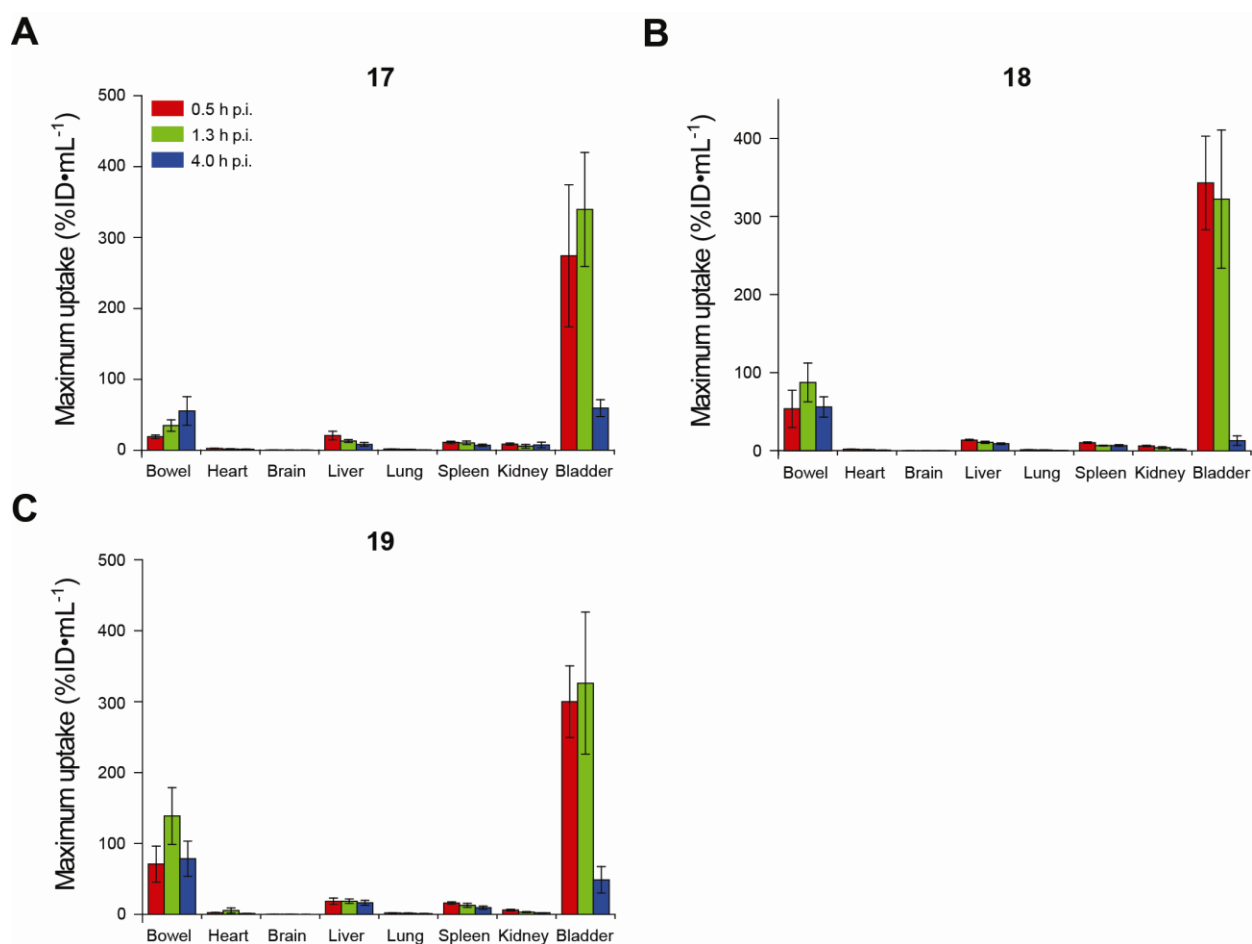 A
17
Maximum uptake (%ID•mL⁻¹)
500
400
300
200
100
0
0.5 h p.i.
1.3 h p.i.
4.0 h p.i.
Bowel Heart Brain Liver Lung Spleen Kidney Bladder
B
18
Maximum uptake (%ID•mL⁻¹)
400
300
200
100
0
Bowel Heart Brain Liver Lung Spleen Kidney Bladder
C
19
Maximum uptake (%ID•mL⁻¹)
500
400
300
200
100
0
Bowel Heart Brain Liver Lung Spleen Kidney Bladder